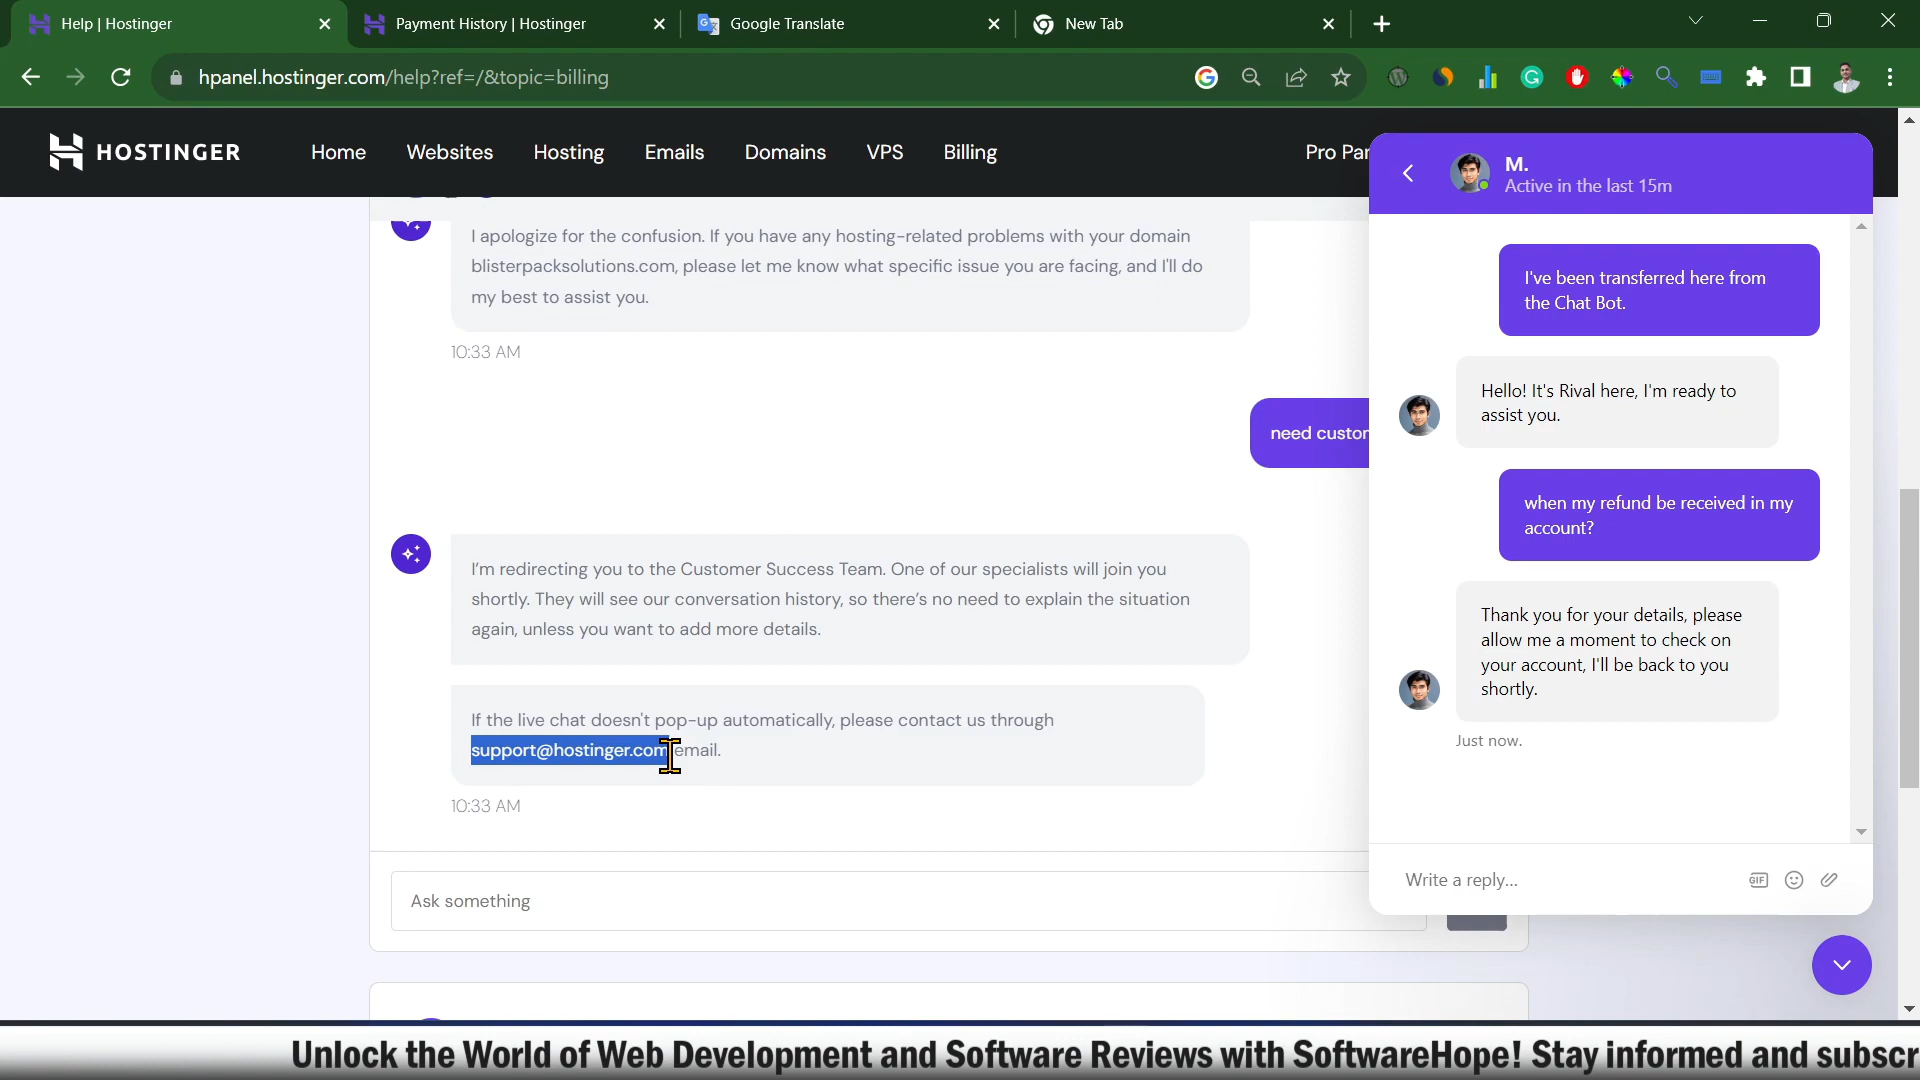 Help | Hostinger
Payment History | Hostinger
Google Translate
New Tab
hpanel.hostinger.com/help?ref=/&topic=billing
HOSTINGER
Home
Websites
Hosting
Emails
Domains
VPS
Billing
Pro Pan
I apologize for the confusion. If you have any hosting-related problems with your domain
blisterpacksolutions.com, please let me know what specific issue you are facing, and I'll do
my best to assist you.
10:33 AM
need custom
I'm redirecting you to the Customer Success Team. One of our specialists will join you
shortly. They will see our conversation history, so there's no need to explain the situation
again, unless you want to add more details.
If the live chat doesn't pop-up automatically, please contact us through
support@hostinger.com email.
10:33 AM
Ask something
M.
Active in the last 15m
I've been transferred here from
the Chat Bot.
Hello! It's Rival here, I'm ready to
assist you.
when my refund be received in my
account?
Thank you for your details, please
allow me a moment to check on
your account, I'll be back to you
shortly.
Just now.
Write a reply...
GIF
Unlock the World of Web Development and Software Reviews with SoftwareHope! Stay informed and subscr